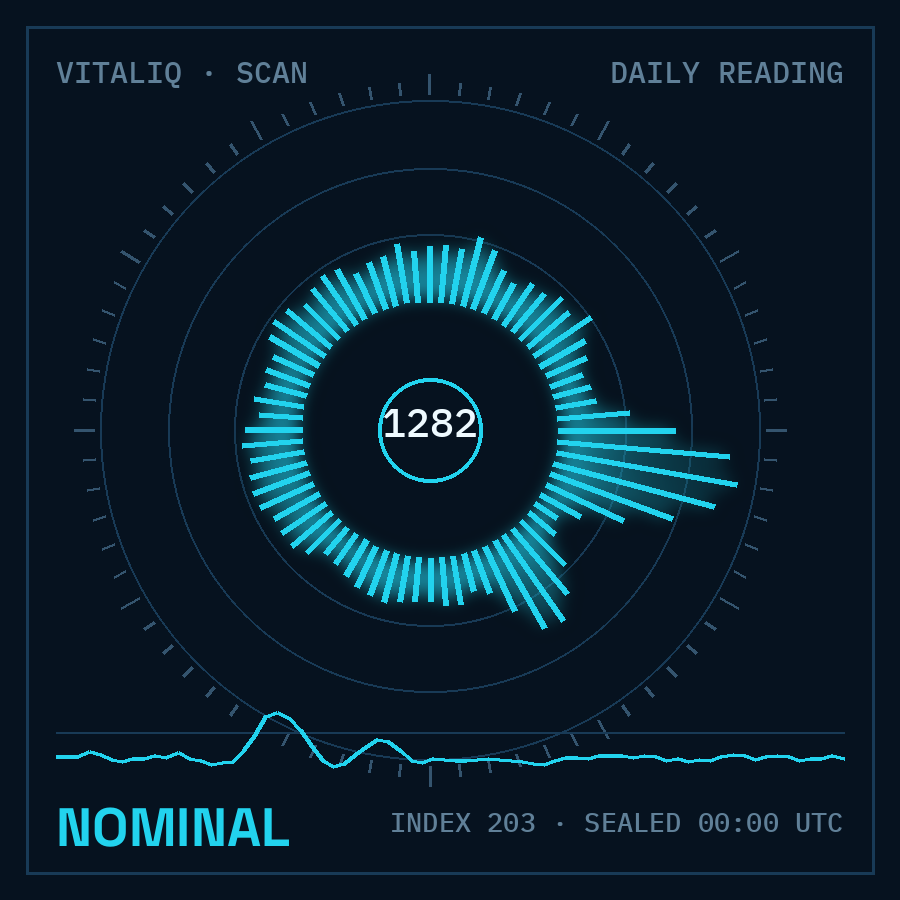 VITALIQ · SCAN
DAILY READING
1282
NOMINAL
INDEX 203 · SEALED 00:00 UTC